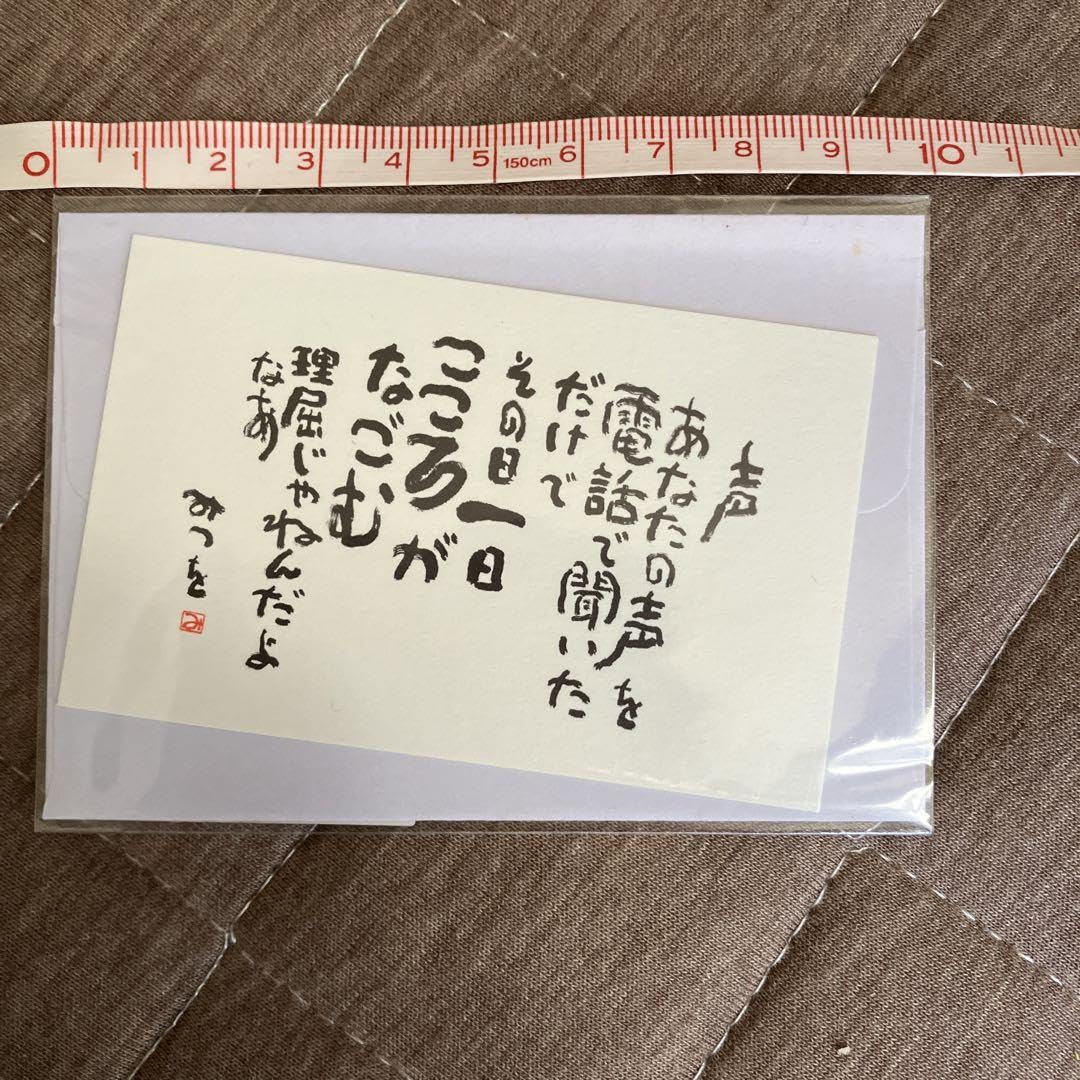 0 1 2 3 4 5 150cm 6 7 8 9 10 1
声
あなたの声を
電話で聞いた
だけで
その日一日
こころが
なごむ
理屈じゃねんだよ
なあ
みつを
み